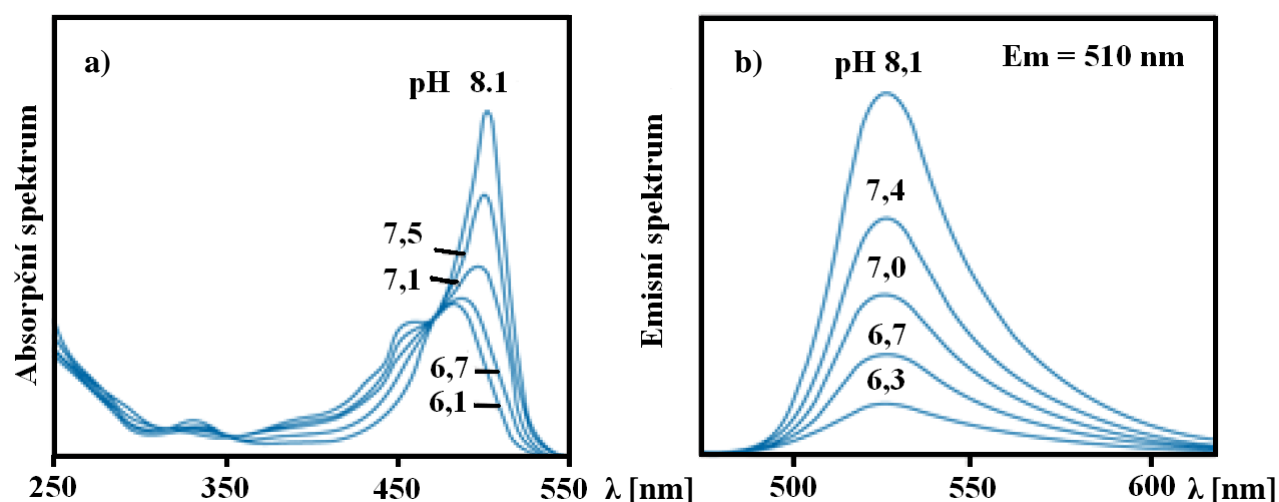 a)
pH 8.1
7,5
7,1
6,7
6,1
Absorpční spektrum
250 350 450 550 λ [nm]
b)
pH 8,1
Em = 510 nm
7,4
7,0
6,7
6,3
Emisní spektrum
500 550 600 λ [nm]